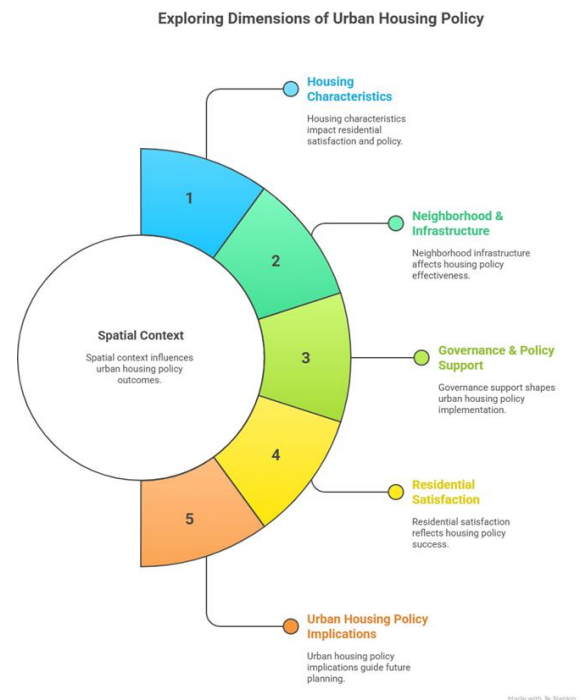 Exploring Dimensions of Urban Housing Policy
Housing
Characteristics
Housing characteristics
impact residential
satisfaction and policy.
1
Neighborhood &
Infrastructure
Neighborhood infrastructure
affects housing policy
effectiveness.
2
Spatial Context
Spatial context influences
urban housing policy
outcomes.
3
Governance & Policy
Support
Governance support shapes
urban housing policy
implementation.
4
Residential
Satisfaction
Residential satisfaction
reflects housing policy
success.
5
Urban Housing Policy
Implications
Urban housing policy
implications guide future
planning.
Made with Napkin